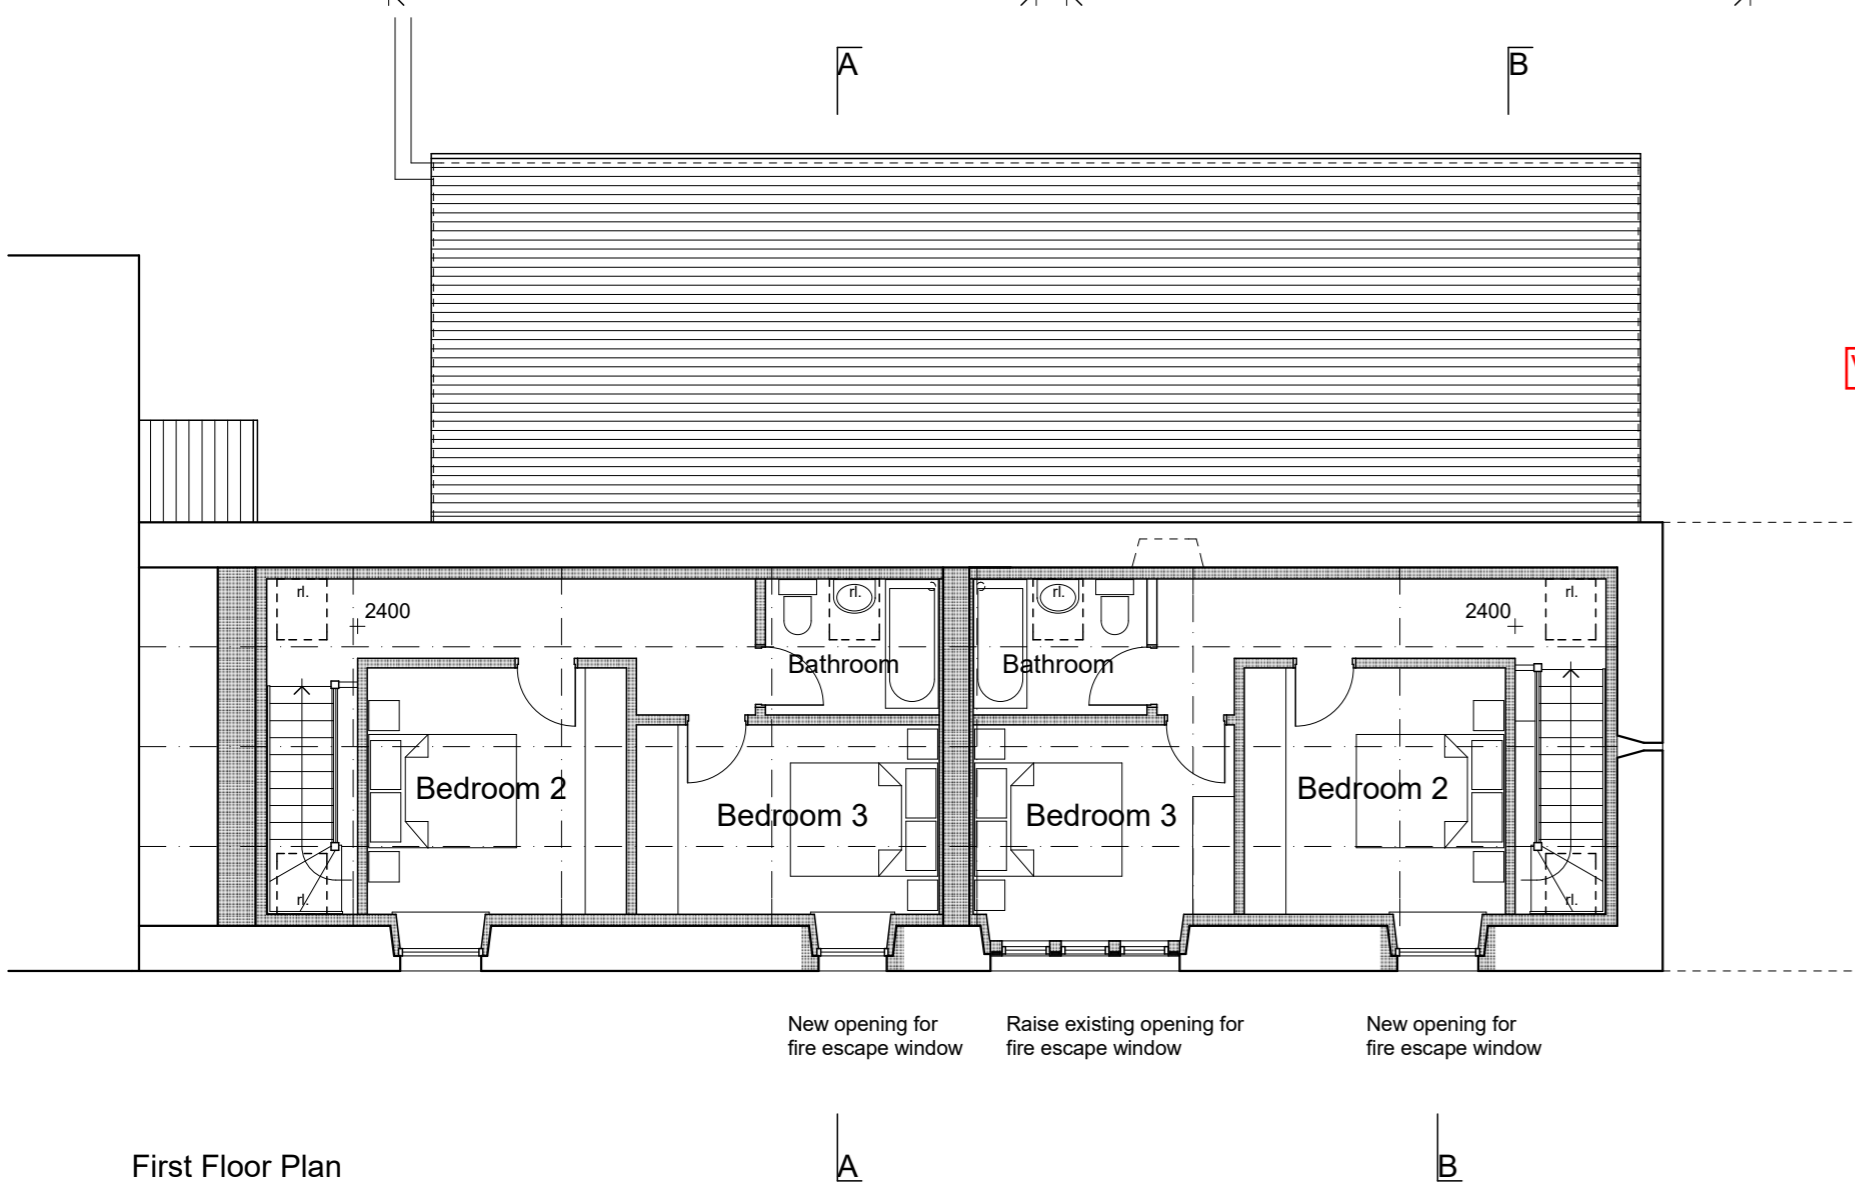 A
B
rl.
2400
rl.
rl.
2400
rl.
Bathroom
Bathroom
Bedroom 2
Bedroom 3
Bedroom 3
Bedroom 2
rl.
rl.
New opening for
fire escape window
Raise existing opening for
fire escape window
New opening for
fire escape window
First Floor Plan
A
B